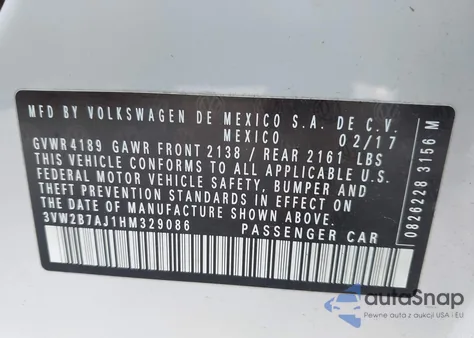 MFD BY VOLKSWAGEN DE MEXICO S.A. DE C.V.
MEXICO 02/17
GVWR 4189 GAWR FRONT 2138 / REAR 2161 LBS
THIS VEHICLE CONFORMS TO ALL APPLICABLE U.S.
FEDERAL MOTOR VEHICLE SAFETY, BUMPER AND
THEFT PREVENTION STANDARDS IN EFFECT ON
THE DATE OF MANUFACTURE SHOWN ABOVE.
3VW2B7AJ1HM329086 PASSENGER CAR
0826228 3156 M
autoSnap
Pewne auta z aukcji USA i EU